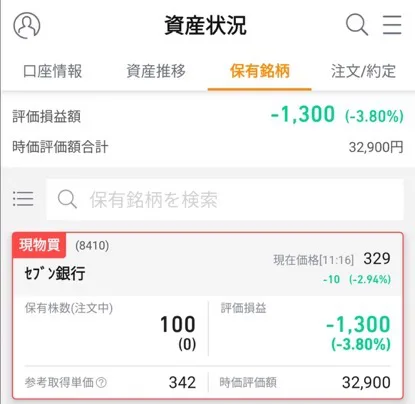 資産状況
口座情報 資産推移 保有銘柄 注文/約定
評価損益額 -1,300 (-3.80%)
時価評価額合計 32,900円
保有銘柄を検索
現物買 (8410)
ｾﾌﾞﾝ銀行 現在価格[11:16] 329
-10 (-2.94%)
保有株数(注文中) 評価損益
100 -1,300
(0) (-3.80%)
参考取得単価? 342 時価評価額 32,900